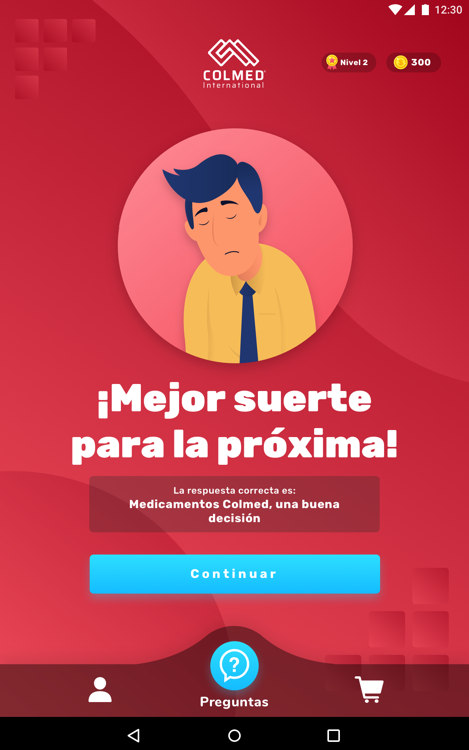 12:30
COLMED
International
Nivel 2
300
¡Mejor suerte
para la próxima!
La respuesta correcta es:
Medicamentos Colmed, una buena
decisión
Continuar
?
Preguntas